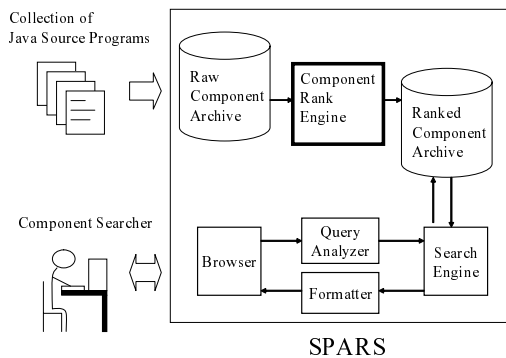 Collection of
Java Source Programs
Raw
Component
Archive
Component
Rank
Engine
Ranked
Component
Archive
Component Searcher
Browser
Query
Analyzer
Formatter
Search
Engine
SPARS